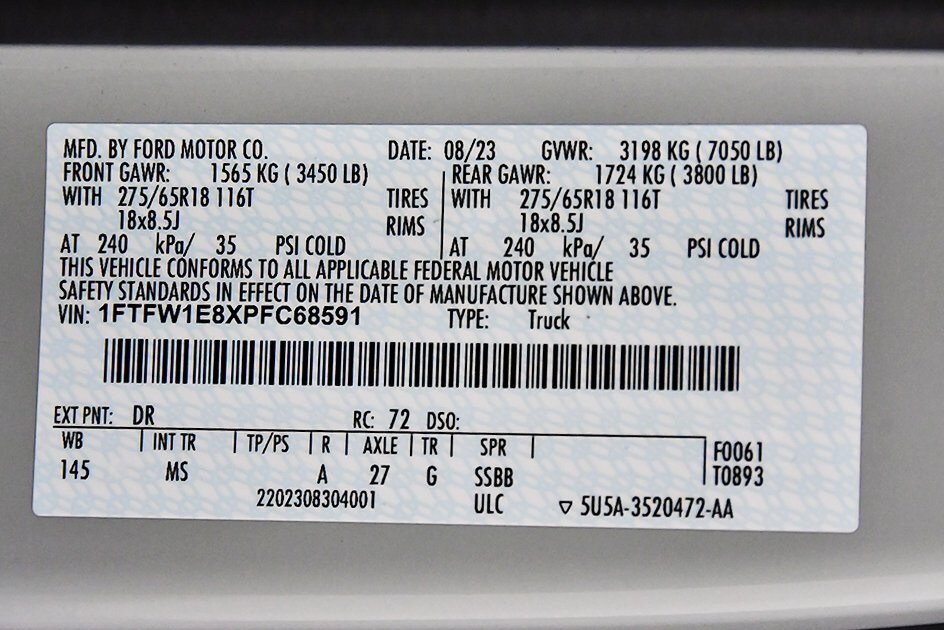 MFD. BY FORD MOTOR CO. DATE: 08/23 GVWR: 3198 KG ( 7050 LB)
FRONT GAWR: 1565 KG ( 3450 LB) REAR GAWR: 1724 KG ( 3800 LB)
WITH 275/65R18 116T TIRES WITH 275/65R18 116T TIRES
18x8.5J RIMS 18x8.5J RIMS
AT 240 kPa/ 35 PSI COLD AT 240 kPa/ 35 PSI COLD
THIS VEHICLE CONFORMS TO ALL APPLICABLE FEDERAL MOTOR VEHICLE
SAFETY STANDARDS IN EFFECT ON THE DATE OF MANUFACTURE SHOWN ABOVE.
VIN: 1FTFW1E8XPFC68591 TYPE: Truck
EXT PNT: DR RC: 72 DSO:
WB INT TR TP/PS R AXLE TR SPR F0061
145 MS A 27 G SSBB T0893
2202308304001 ULC ▽ 5U5A-3520472-AA